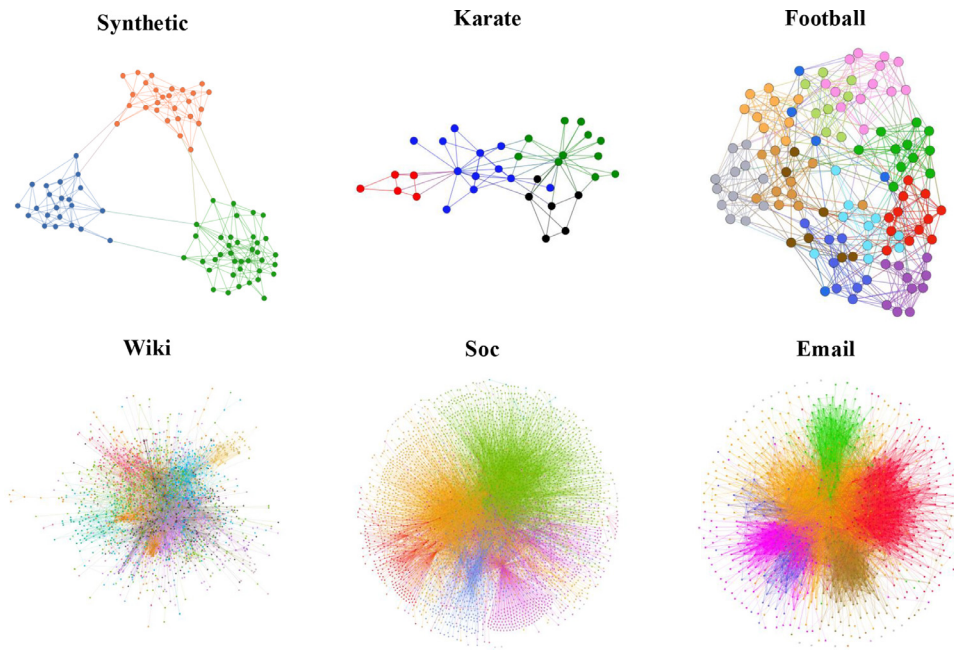 Synthetic
Karate
Football
Wiki
Soc
Email